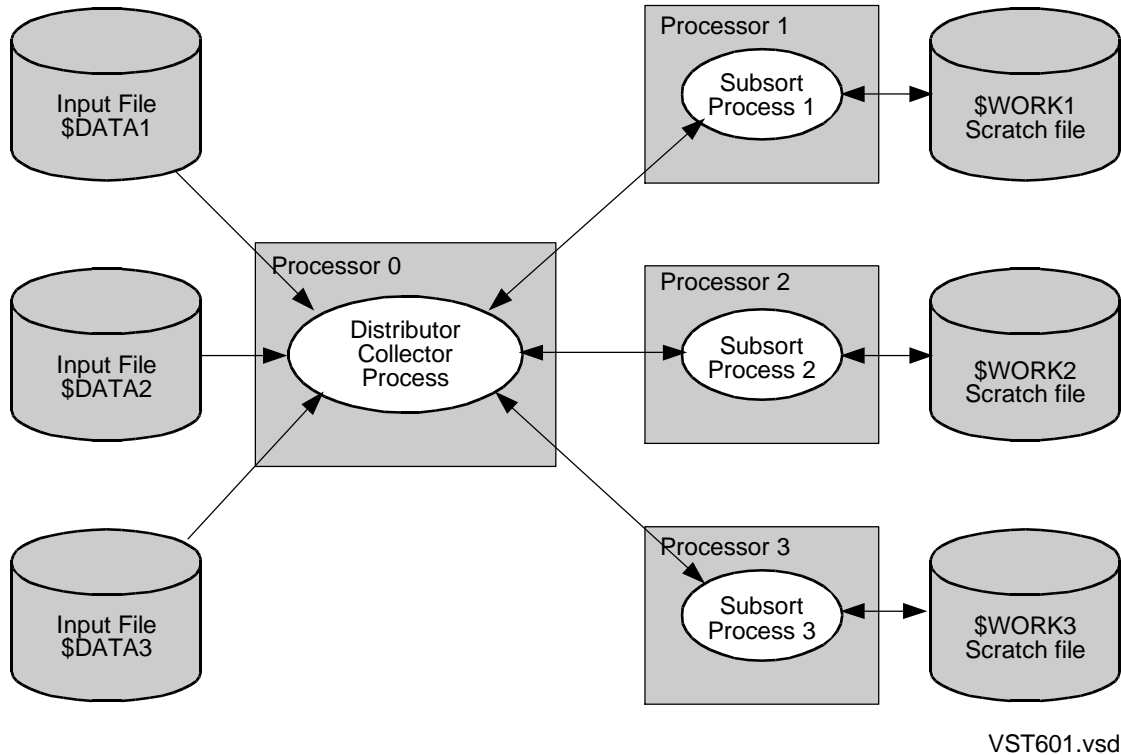 Input File
$DATA1
Processor 1
Subsort
Process 1
$WORK1
Scratch file
Processor 0
Distributor
Collector
Process
Input File
$DATA2
Processor 2
Subsort
Process 2
$WORK2
Scratch file
Input File
$DATA3
Processor 3
Subsort
Process 3
$WORK3
Scratch file
VST601.vsd